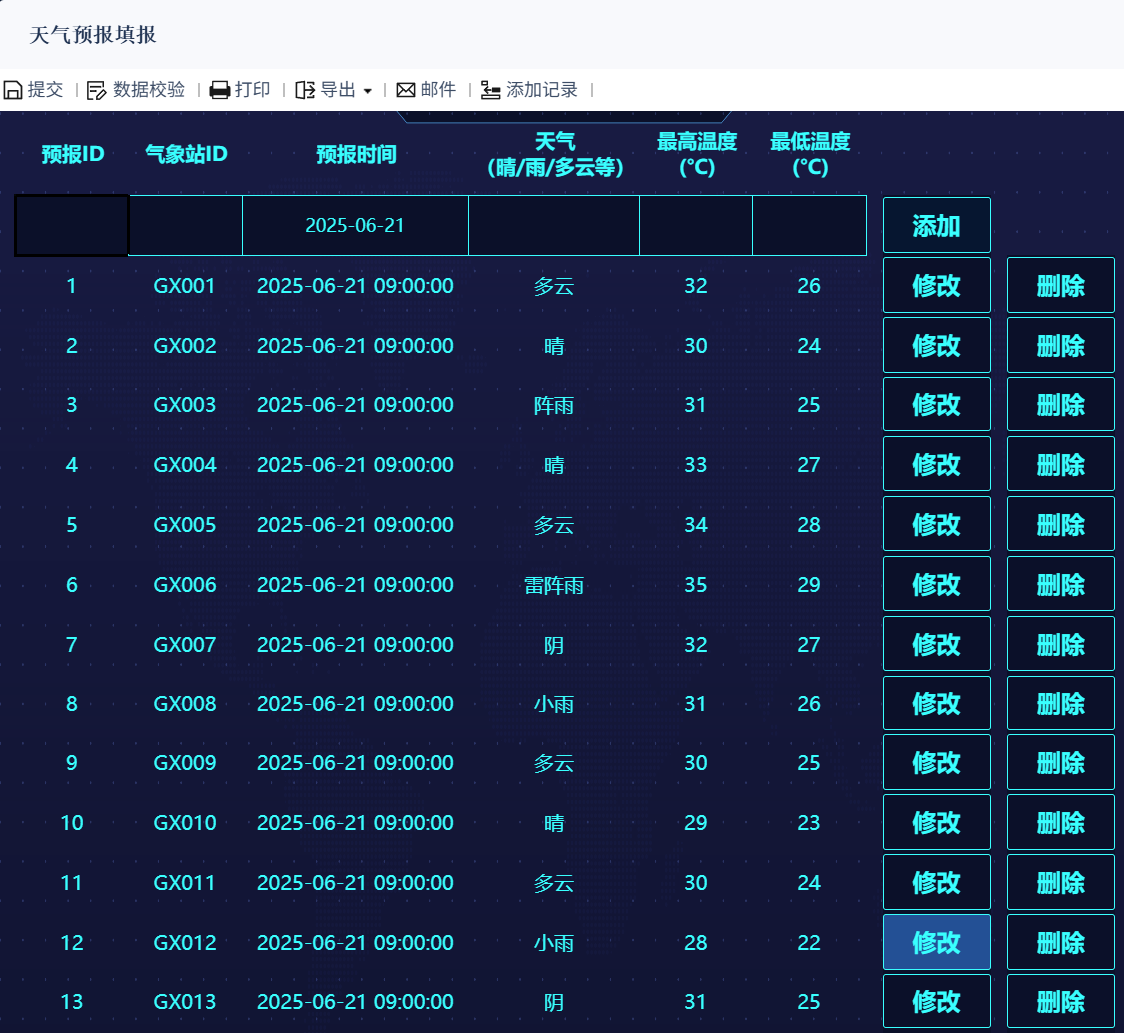 天气预报填报
提交 | 数据校验 | 打印 | 导出 | 邮件 | 添加记录 |
预报ID 气象站ID 预报时间 天气 最高温度 最低温度
(晴/雨/多云等) (℃) (℃)
2025-06-21 添加
1 GX001 2025-06-21 09:00:00 多云 32 26 修改 删除
2 GX002 2025-06-21 09:00:00 晴 30 24 修改 删除
3 GX003 2025-06-21 09:00:00 阵雨 31 25 修改 删除
4 GX004 2025-06-21 09:00:00 晴 33 27 修改 删除
5 GX005 2025-06-21 09:00:00 多云 34 28 修改 删除
6 GX006 2025-06-21 09:00:00 雷阵雨 35 29 修改 删除
7 GX007 2025-06-21 09:00:00 阴 32 27 修改 删除
8 GX008 2025-06-21 09:00:00 小雨 31 26 修改 删除
9 GX009 2025-06-21 09:00:00 多云 30 25 修改 删除
10 GX010 2025-06-21 09:00:00 晴 29 23 修改 删除
11 GX011 2025-06-21 09:00:00 多云 30 24 修改 删除
12 GX012 2025-06-21 09:00:00 小雨 28 22 修改 删除
13 GX013 2025-06-21 09:00:00 阴 31 25 修改 删除